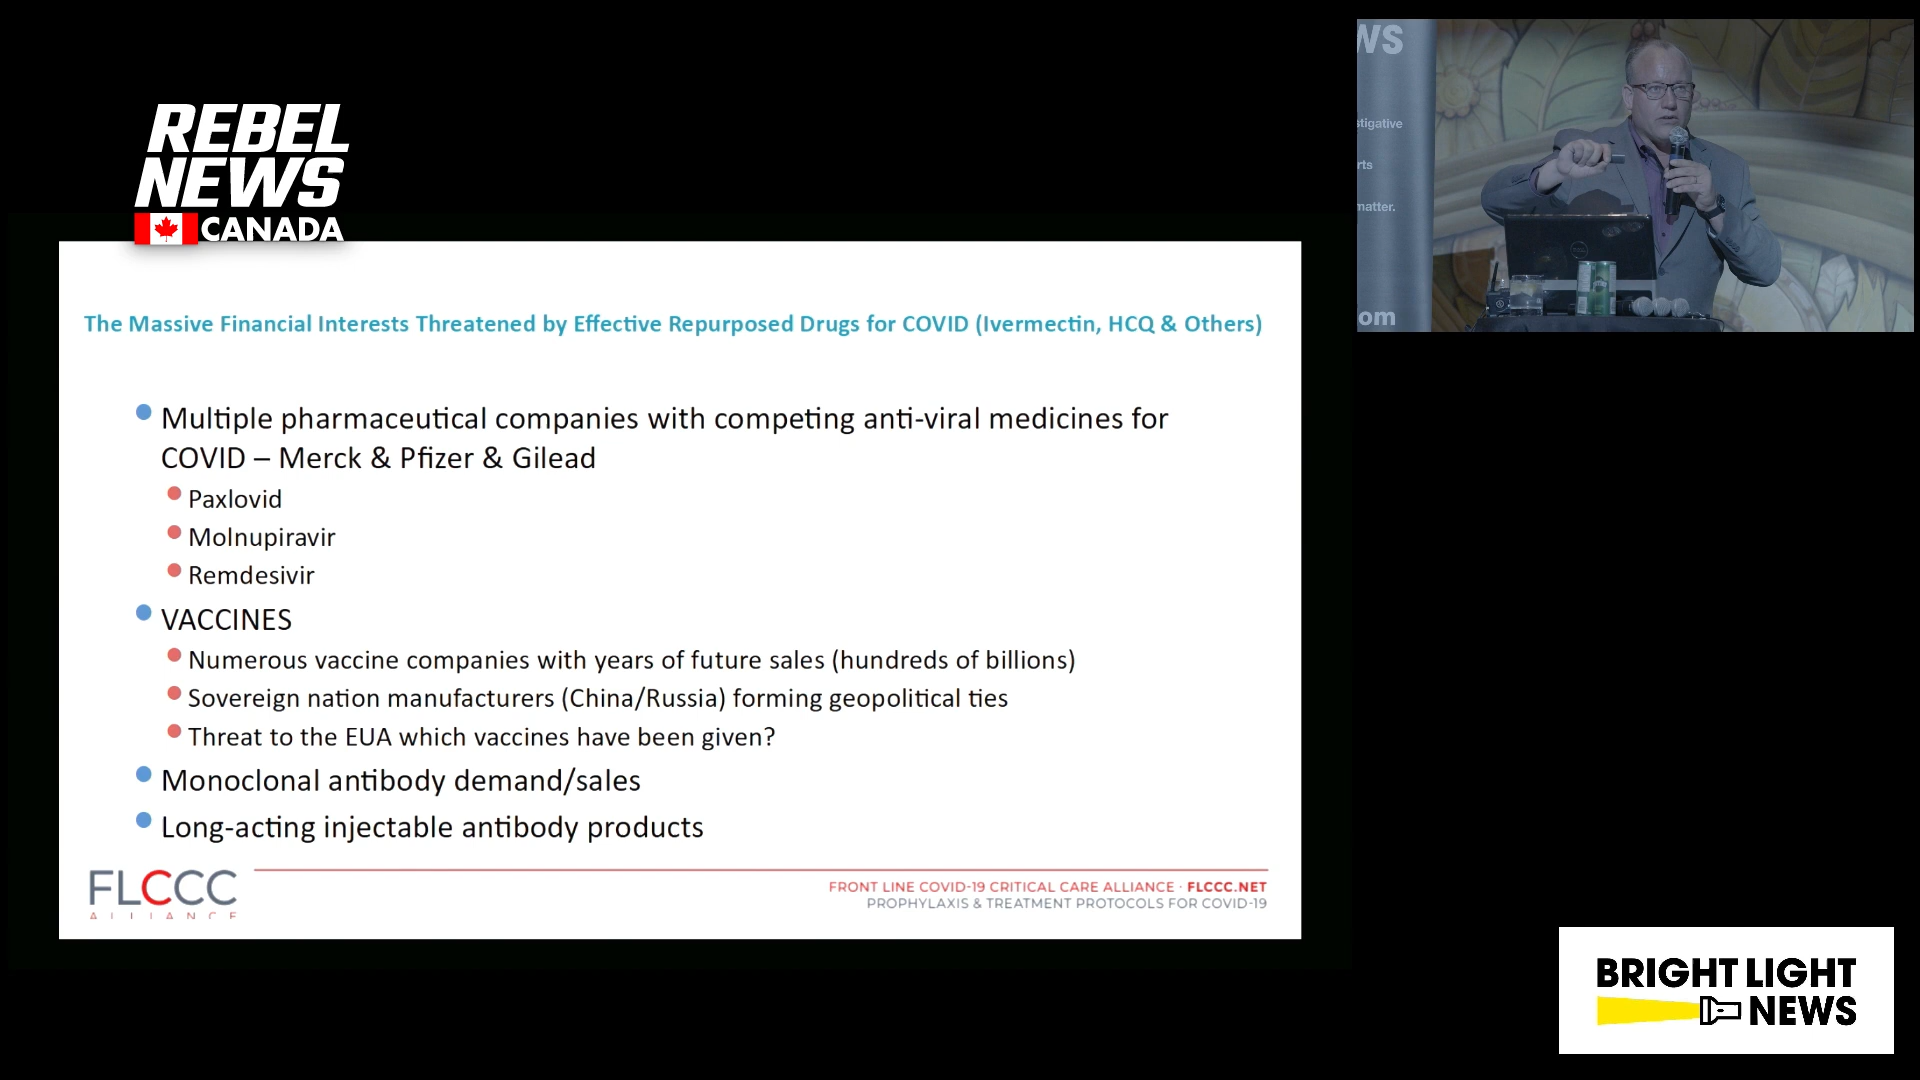 REBEL
NEWS
CANADA
The Massive Financial Interests Threatened by Effective Repurposed Drugs for COVID (Ivermectin, HCQ & Others)
Multiple pharmaceutical companies with competing anti-viral medicines for
COVID – Merck & Pfizer & Gilead
Paxlovid
Molnupiravir
Remdesivir
VACCINES
Numerous vaccine companies with years of future sales (hundreds of billions)
Sovereign nation manufacturers (China/Russia) forming geopolitical ties
Threat to the EUA which vaccines have been given?
Monoclonal antibody demand/sales
Long-acting injectable antibody products
FLCCC
ALLIANCE
FRONT LINE COVID-19 CRITICAL CARE ALLIANCE · FLCCC.NET
PROPHYLAXIS & TREATMENT PROTOCOLS FOR COVID-19
WS
stigative
rts
matter.
om
BRIGHT LIGHT
NEWS